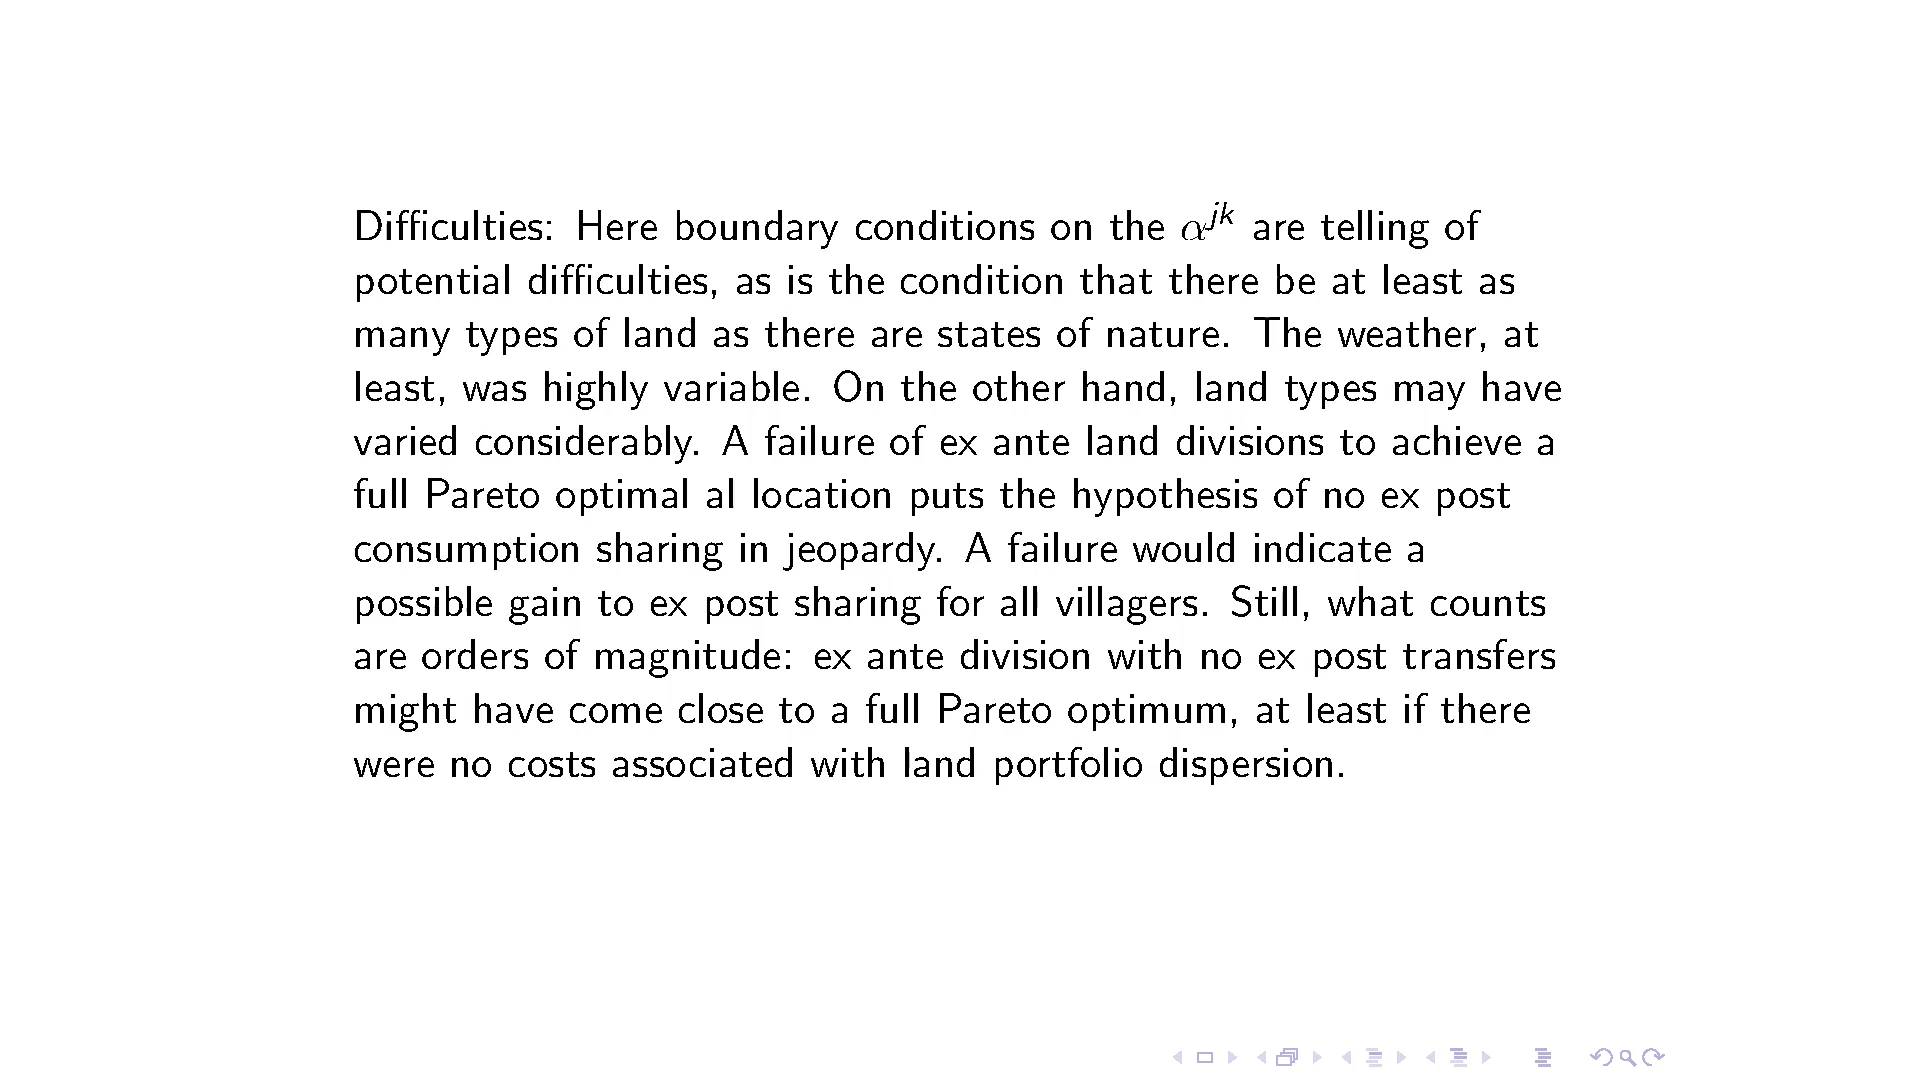 Difficulties: Here boundary conditions on the α^{jk} are telling of
potential difficulties, as is the condition that there be at least as
many types of land as there are states of nature. The weather, at
least, was highly variable. On the other hand, land types may have
varied considerably. A failure of ex ante land divisions to achieve a
full Pareto optimal al location puts the hypothesis of no ex post
consumption sharing in jeopardy. A failure would indicate a
possible gain to ex post sharing for all villagers. Still, what counts
are orders of magnitude: ex ante division with no ex post transfers
might have come close to a full Pareto optimum, at least if there
were no costs associated with land portfolio dispersion.